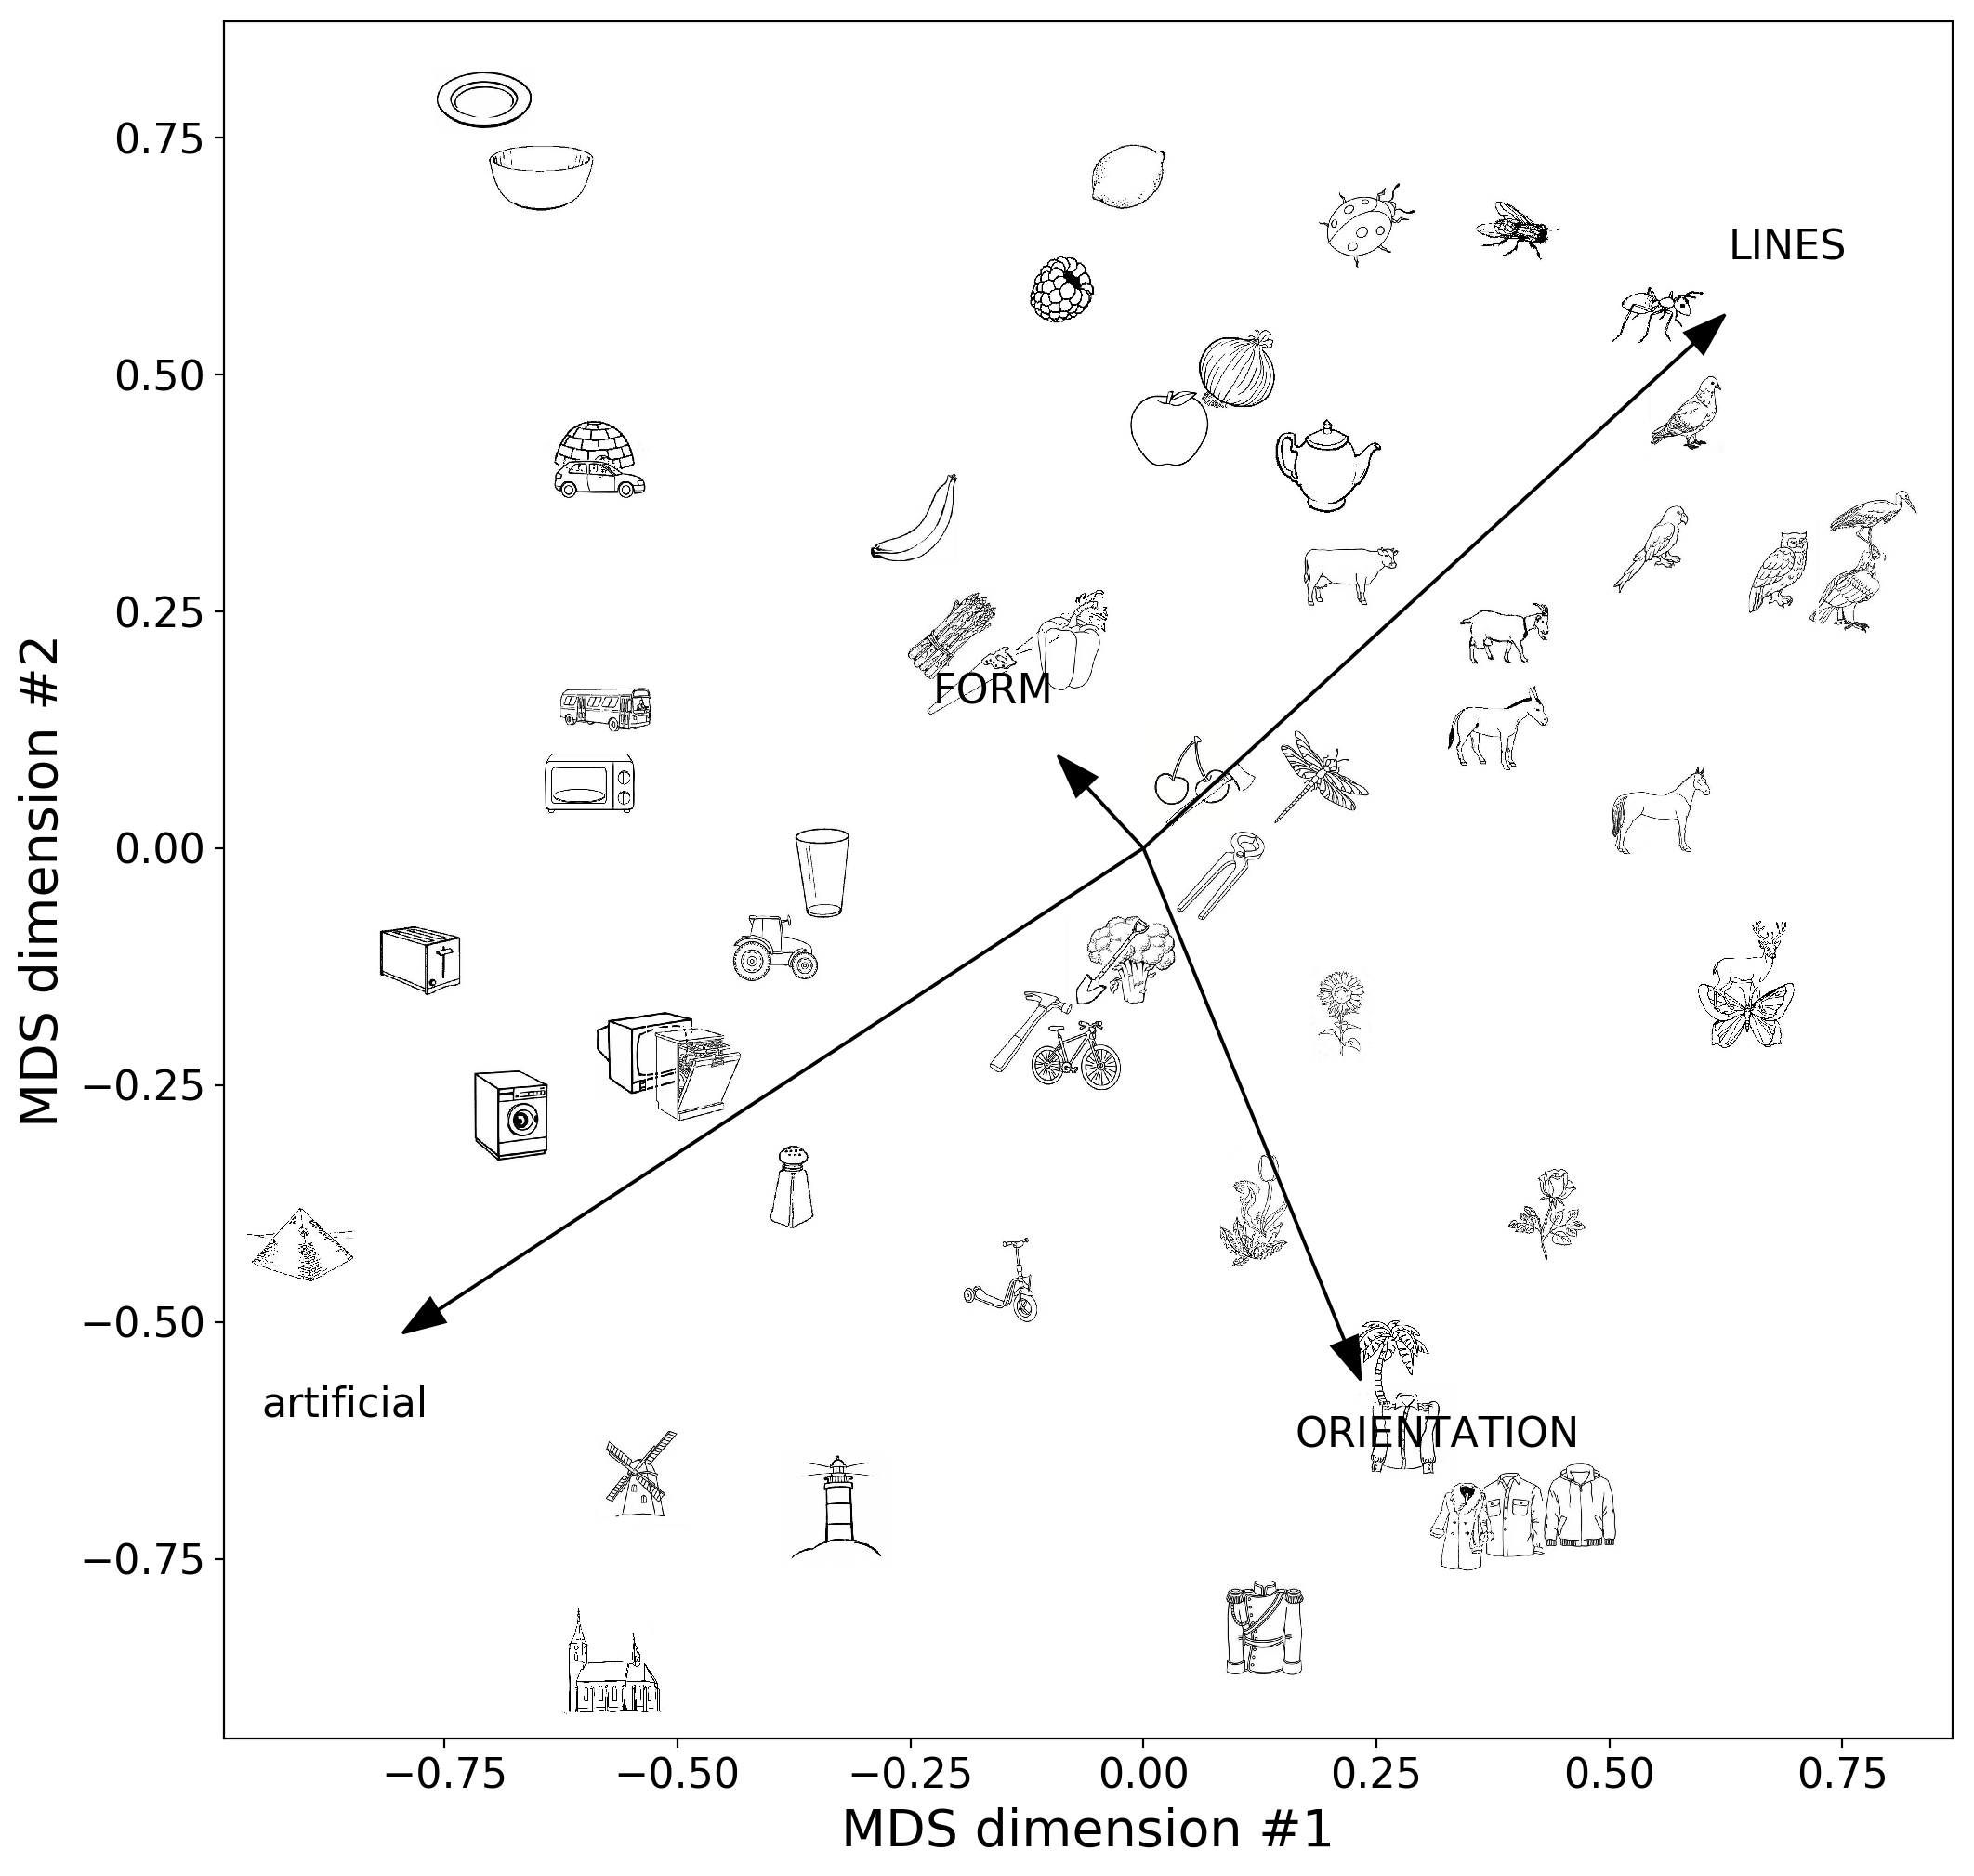 LINES
FORM
artificial
ORIENTATION
0.75
0.50
0.25
0.00
−0.25
−0.50
−0.75
MDS dimension #2
−0.75 −0.50 −0.25 0.00 0.25 0.50 0.75
MDS dimension #1